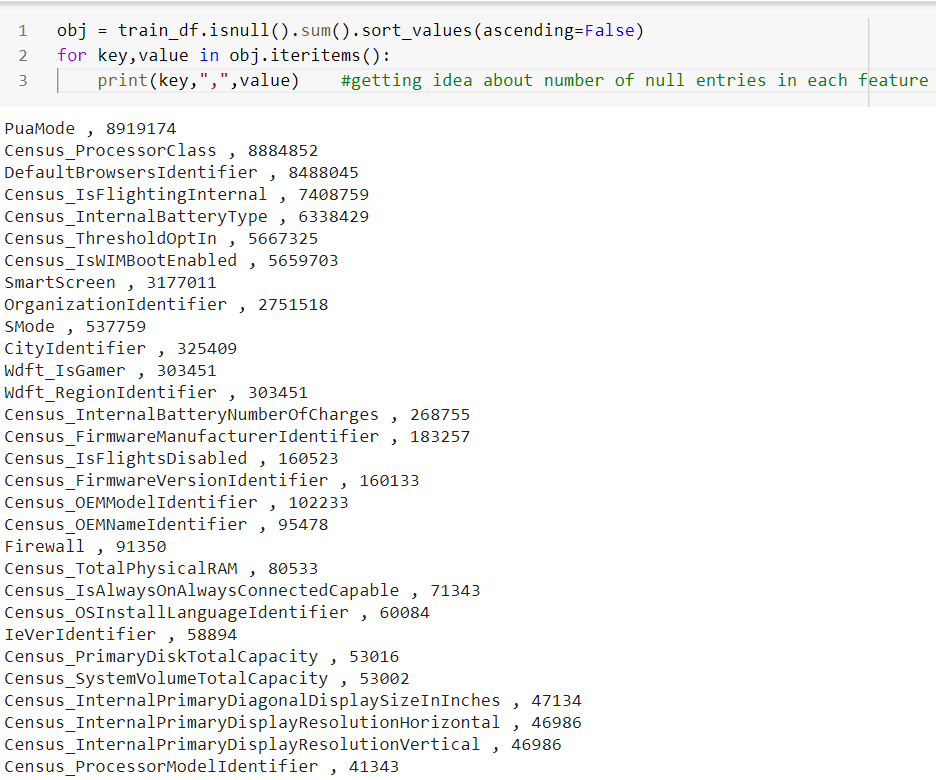 1 obj = train_df.isnull().sum().sort_values(ascending=False)
2 for key,value in obj.iteritems():
3 print(key,",",value) #getting idea about number of null entries in each feature
PuaMode , 8919174
Census_ProcessorClass , 8884852
DefaultBrowsersIdentifier , 8488045
Census_IsFlightingInternal , 7408759
Census_InternalBatteryType , 6338429
Census_ThresholdOptIn , 5667325
Census_IsWIMBootEnabled , 5659703
SmartScreen , 3177011
OrganizationIdentifier , 2751518
SMode , 537759
CityIdentifier , 325409
Wdft_IsGamer , 303451
Wdft_RegionIdentifier , 303451
Census_InternalBatteryNumberOfCharges , 268755
Census_FirmwareManufacturerIdentifier , 183257
Census_IsFlightsDisabled , 160523
Census_FirmwareVersionIdentifier , 160133
Census_OEMModelIdentifier , 102233
Census_OEMNameIdentifier , 95478
Firewall , 91350
Census_TotalPhysicalRAM , 80533
Census_IsAlwaysOnAlwaysConnectedCapable , 71343
Census_OSInstallLanguageIdentifier , 60084
IeVerIdentifier , 58894
Census_PrimaryDiskTotalCapacity , 53016
Census_SystemVolumeTotalCapacity , 53002
Census_InternalPrimaryDiagonalDisplaySizeInInches , 47134
Census_InternalPrimaryDisplayResolutionHorizontal , 46986
Census_InternalPrimaryDisplayResolutionVertical , 46986
Census_ProcessorModelIdentifier , 41343